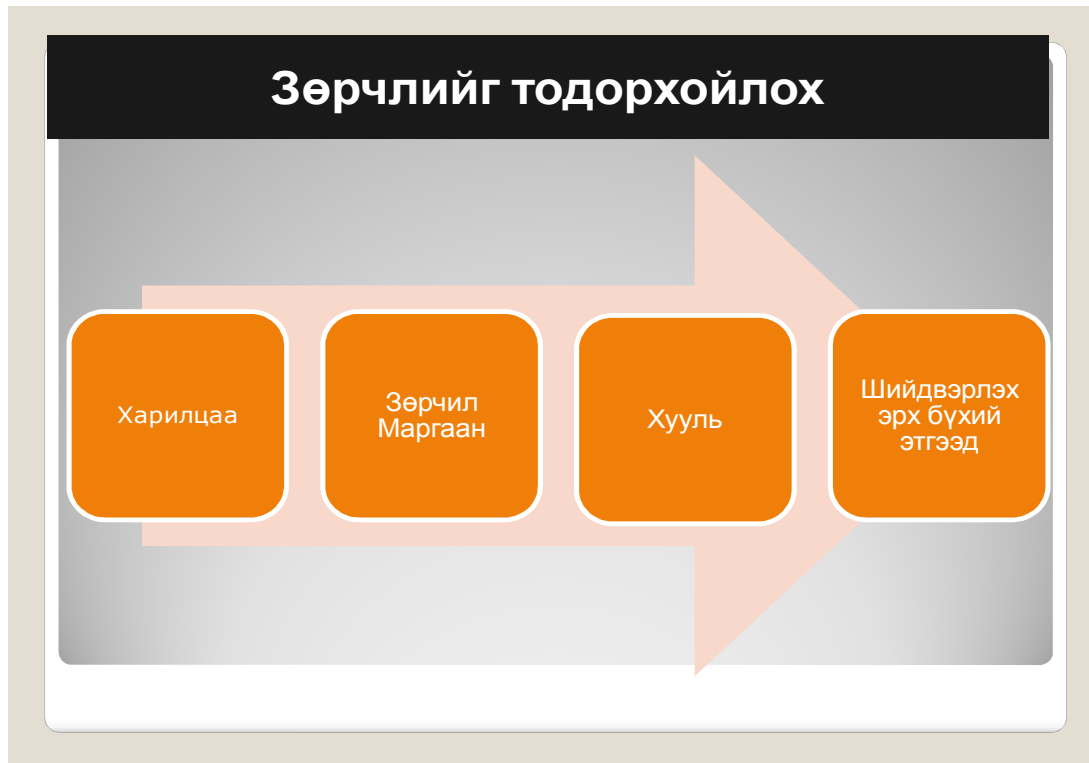 Зөрчлийг тодорхойлох
Харилцаа
Зөрчил
Маргаан
Хууль
Шийдвэрлэх
эрх бүхий
этгээд